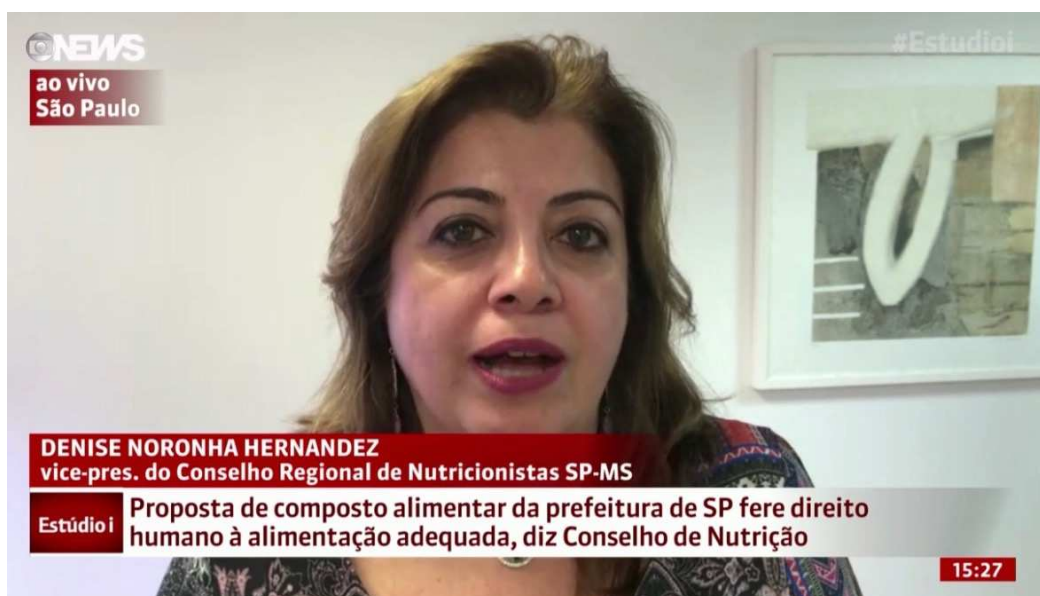 GNEWS
#Estudioi
ao vivo
São Paulo
DENISE NORONHA HERNANDEZ
vice-pres. do Conselho Regional de Nutricionistas SP-MS
Estúdio i
Proposta de composto alimentar da prefeitura de SP fere direito
humano à alimentação adequada, diz Conselho de Nutrição
15:27